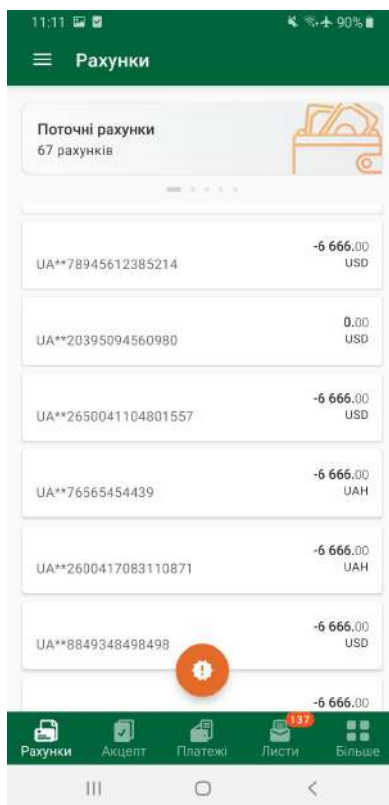 11:11 90%
Рахунки
Поточні рахунки
67 рахунків
-6 666.00
UA**78945612385214 USD
0.00
UA**20395094560980 USD
-6 666.00
UA**2650041104801557 USD
-6 666.00
UA**76565454439 UAH
-6 666.00
UA**2600417083110871 UAH
-6 666.00
UA**8849348498498 USD
-6 666.00
137
Рахунки Акцепт Платежі Листи Більше